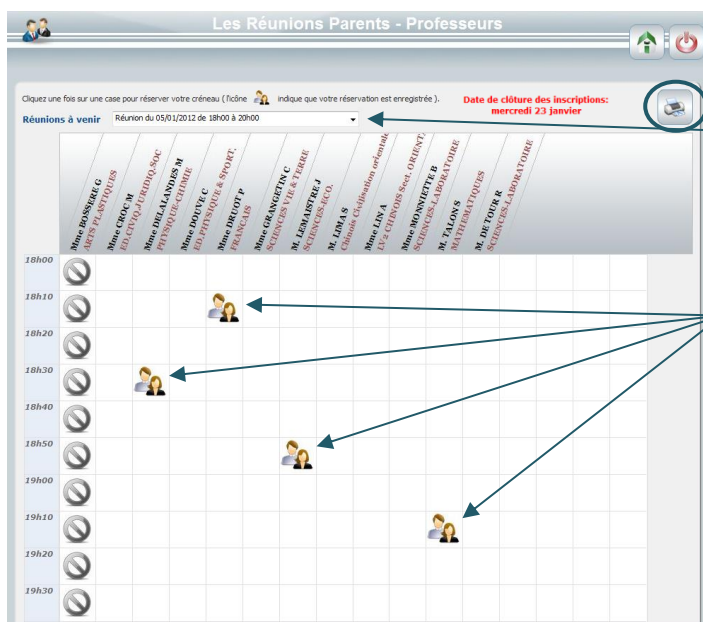 Les Réunions Parents - Professeurs
Cliquez une fois sur une case pour réserver votre créneau ( l'icône indique que votre réservation est enregistrée ).
Date de clôture des inscriptions:
mercredi 23 janvier
Réunions à venir
Réunion du 05/01/2012 de 18h00 à 20h00
Mme BOSSERE G
ARTS PLASTIQUES
Mme CROC M
ED.CIVIQ.JURIDIQ.SOC
Mme DELALANDES M
PHYSIQUE-CHIMIE
Mme DOUVE C
ED.PHYSIQUE & SPORT.
Mme DRUOT P
FRANCAIS
Mme GRANGETIN C
SCIENCES VIE & TERRE
M. LEMAISTRE J
SCIENCES-ECO.
M. LIMA S
Chinois Civilisation orientale
Mme LIN A
LV 2 CHINOIS Sect. ORIENT.
Mme MONNIETTE B
SCIENCES-LABORATOIRE
M. TALON S
MATHEMATIQUES
M. DE TOUR R
SCIENCES-LABORATOIRE
18h00
18h10
18h20
18h30
18h40
18h50
19h00
19h10
19h20
19h30